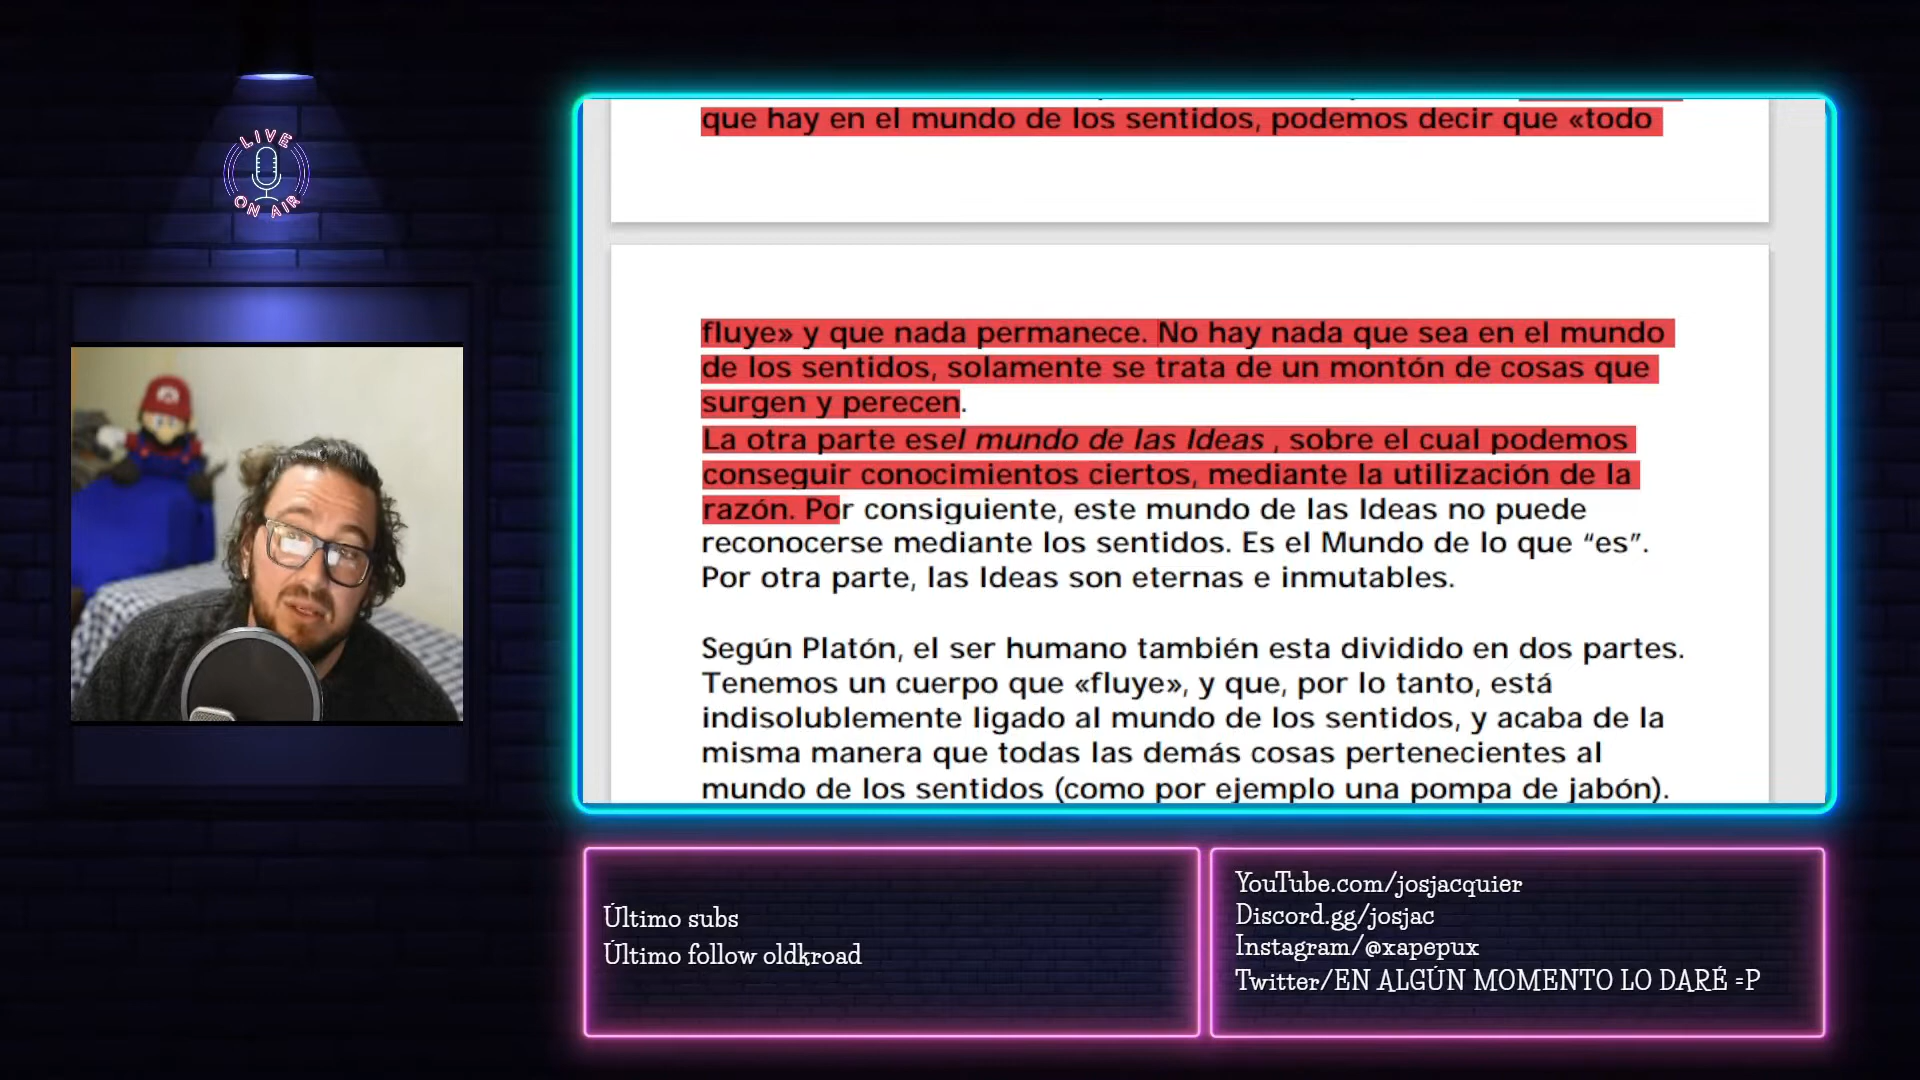 LIVE
ON AIR
que hay en el mundo de los sentidos, podemos decir que «todo
fluye» y que nada permanece. No hay nada que sea en el mundo
de los sentidos, solamente se trata de un montón de cosas que
surgen y perecen.
La otra parte esel mundo de las Ideas , sobre el cual podemos
conseguir conocimientos ciertos, mediante la utilización de la
razón. Por consiguiente, este mundo de las Ideas no puede
reconocerse mediante los sentidos. Es el Mundo de lo que “es”.
Por otra parte, las Ideas son eternas e inmutables.
Según Platón, el ser humano también esta dividido en dos partes.
Tenemos un cuerpo que «fluye», y que, por lo tanto, está
indisolublemente ligado al mundo de los sentidos, y acaba de la
misma manera que todas las demás cosas pertenecientes al
mundo de los sentidos (como por ejemplo una pompa de jabón).
Último subs
Último follow oldkroad
YouTube.com/josjacquier
Discord.gg/josjac
Instagram/@xapepux
Twitter/EN ALGÚN MOMENTO LO DARÉ =P